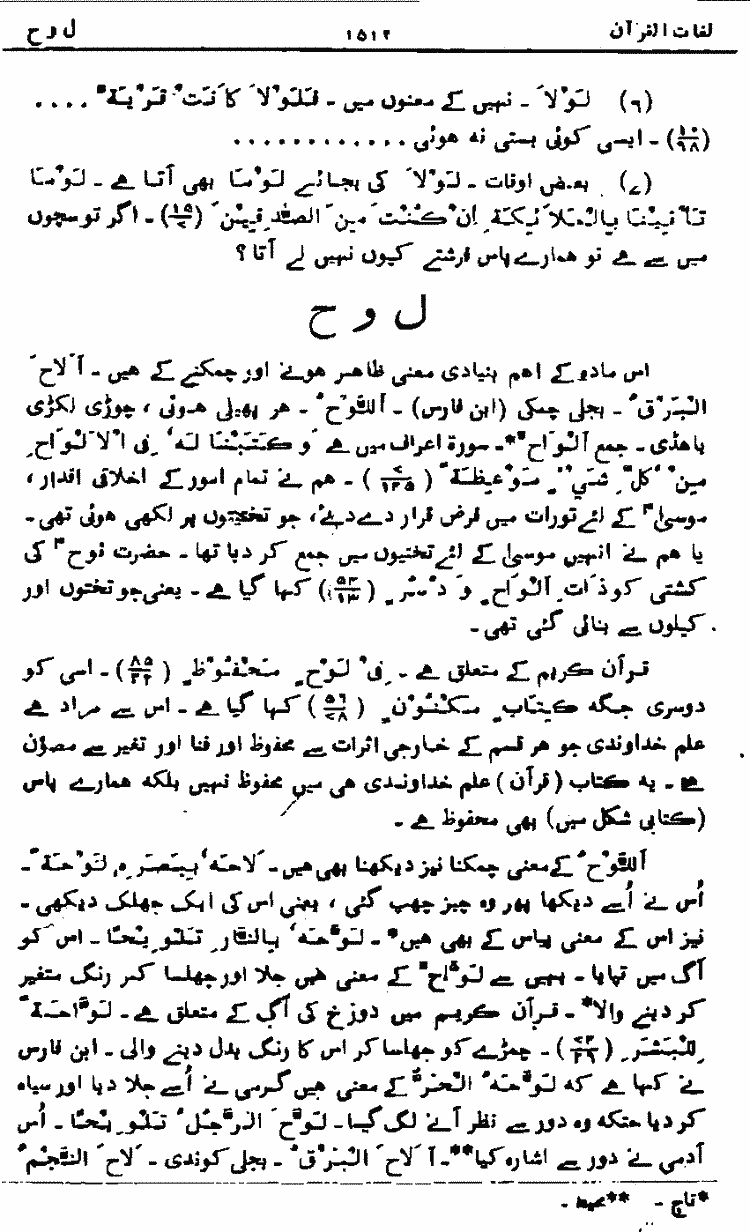 لغات القرآن ۱۵۱۲ ل و ح
(۶) لَوْلَا ۔ نہیں کے معنوں میں ۔ فَلَوْلَا كَانَتْ قَرْيَةٌ ....
(۱۰/۹۸) ۔ ایسی کوئی بستی نہ ہوئی ............
(۷) بعض اوقات ۔ لَوْلَا کی بجائے لَوْمَا بھی آتا ہے ۔ لَوْمَا
تَأْتِيْنَا بِالْمَلَائِكَةِ اِنْ كُنْتَ مِنَ الصّٰدِقِيْنَ (۱۵/۷) ۔ اگر تو سچوں
میں سے ہے تو ہمارے پاس فرشتے کیوں نہیں لے آتا ؟
ل و ح
اس مادہ کے اہم بنیادی معنی ظاہر ہونے اور چمکنے کے ہیں ۔ اَلَاحَ
الْبَرْقُ ۔ بجلی چمکی (ابن فارس) ۔ اَللَّوْحُ ۔ ہر پھیلی ہوئی ، چوڑی لکڑی
یا ہڈی ۔ جمع اَلْوَاحٌ** ۔ سورۃ اعراف میں ہے وَ كَتَبْنَا لَهٗ فِى الْاَلْوَاحِ
مِنْ كُلِّ شَيْءٍ مَوْعِظَةً (۷/۱۴۵) ۔ ہم نے تمام امور کے اخلاقی اقدار ،
موسیٰؑ کے لئے تورات میں فرض قرار دے دیئے ، جو تختیوں پر لکھی ہوئی تھی ۔
یا ہم نے انہیں موسیٰ کے لئے تختیوں میں جمع کر دیا تھا ۔ حضرت نوحؑ کی
کشتی کو ذَاتِ اَلْوَاحٍ وَ دُسُرٍ (۵۴/۱۳) کہا گیا ہے ۔ یعنی جو تختوں اور
کیلوں سے بنائی گئی تھی ۔
قرآن کریم کے متعلق ہے ۔ فِىْ لَوْحٍ مَحْفُوْظٍ (۸۵/۲۲) ۔ اسی کو
دوسری جگہ كِتَابٍ مَكْنُوْنٍ (۵۶/۷۸) کہا گیا ہے ۔ اس سے مراد ہے
علم خداوندی جو ہر قسم کے خارجی اثرات سے محفوظ اور فنا اور تغیر سے مصؤن
ہے ۔ یہ کتاب (قرآن) علم خداوندی ہی میں محفوظ نہیں بلکہ ہمارے پاس
(کتابی شکل میں) بھی محفوظ ہے ۔
اَللَّوْحُ کے معنی چمکنا نیز دیکھنا بھی ہیں ۔ لَاحَهٗ بِبَصَرِهٖ لَوْحَةً ۔
اُس نے اُسے دیکھا پھر وہ چیز چھپ گئی ، یعنی اس کی ایک جھلک دیکھی ۔
نیز اس کے معنی پیاس کے بھی ہیں* ۔ لَوَّحَهٗ بِالنَّارِ تَلْوِيْحًا ۔ اس کو
آگ میں تپایا ۔ یہیں سے لَوَّاحٌ کے معنی ہیں جلا اور جھلسا کر رنگ متغیر
کر دینے والا* ۔ قرآن کریم میں دوزخ کی آگ کے متعلق ہے ۔ لَوَّاحَةٌ
لِلْبَشَرِ (۷۴/۲۹) ۔ چمڑے کو جھلسا کر اس کا رنگ بدل دینے والی ۔ ابن فارس
نے کہا ہے کہ لَوَّحَهُ الْحَرُّ کے معنی ہیں گرمی نے اُسے جلا دیا اور سیاہ
کر دیا حتکہ وہ دور سے نظر آنے لگ گیا ۔ لَوَّحَ الرَّجُلُ تَلْوِيْحًا ۔ اُس
آدمی نے دور سے اشارہ کیا** ۔ اَلَاحَ الْبَرْقُ ۔ بجلی کوندی ۔ لَاحَ النَّجْمُ
*تاج ۔ **محیط ۔